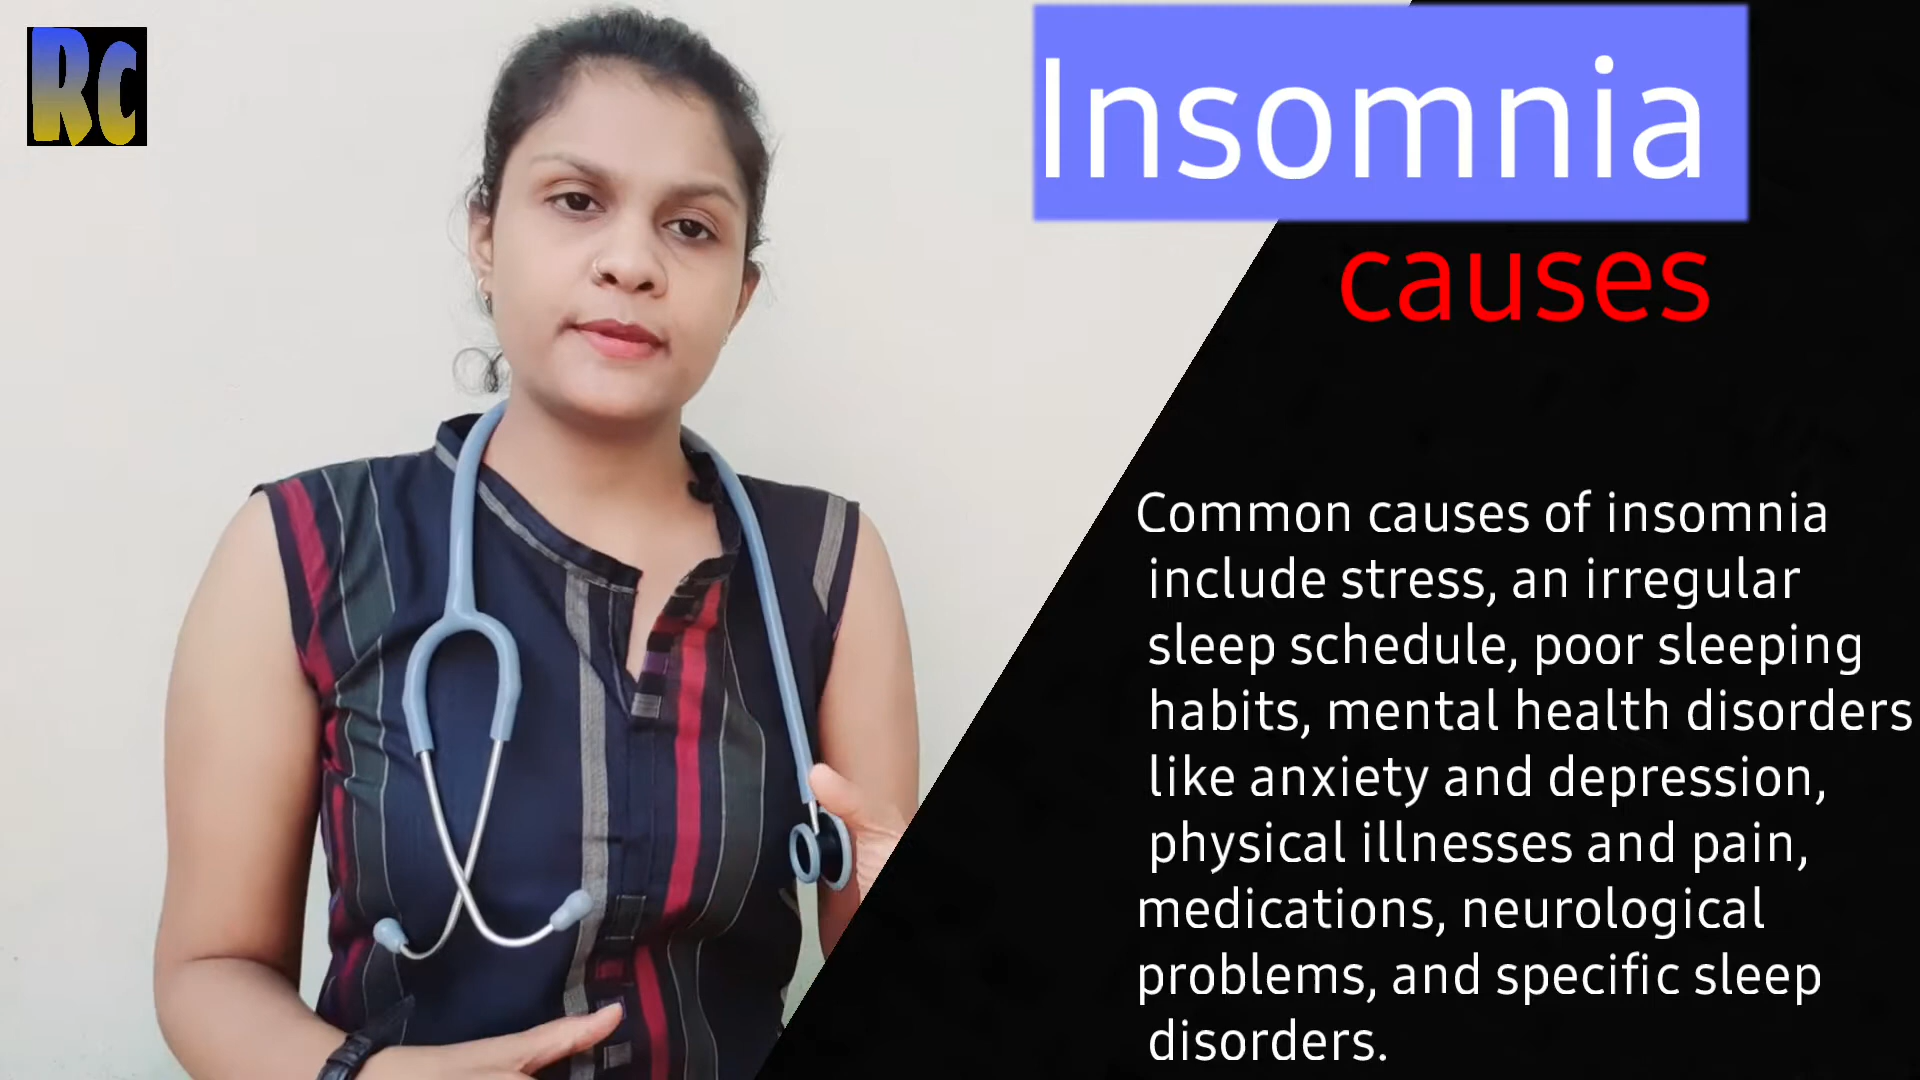 Rc
Insomnia
causes
Common causes of insomnia
include stress, an irregular
sleep schedule, poor sleeping
habits, mental health disorders
like anxiety and depression,
physical illnesses and pain,
medications, neurological
problems, and specific sleep
disorders.